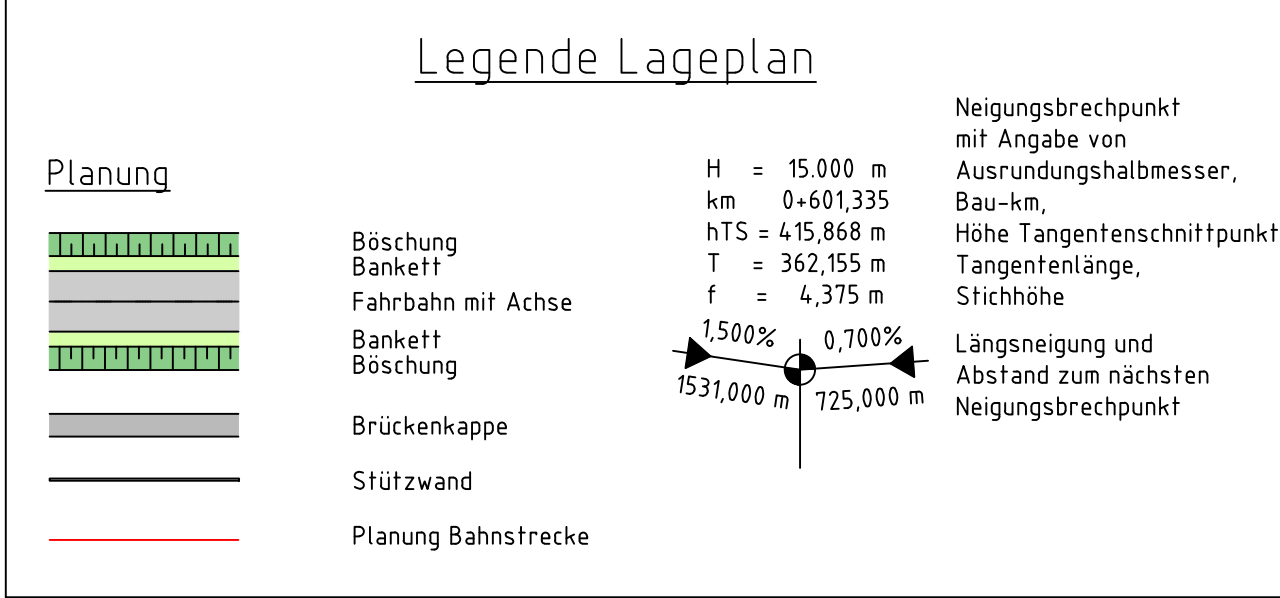 Legende Lageplan
Planung
Böschung
Bankett
Fahrbahn mit Achse
Bankett
Böschung
Brückenkappe
Stützwand
Planung Bahnstrecke
H = 15.000 m
km 0+601,335
hTS = 415,868 m
T = 362,155 m
f = 4,375 m
1,500% 0,700%
1531,000 m 725,000 m
Neigungsbrechpunkt
mit Angabe von
Ausrundungshalbmesser,
Bau-km,
Höhe Tangentenschnittpunkt
Tangentenlänge,
Stichhöhe
Längsneigung und
Abstand zum nächsten
Neigungsbrechpunkt